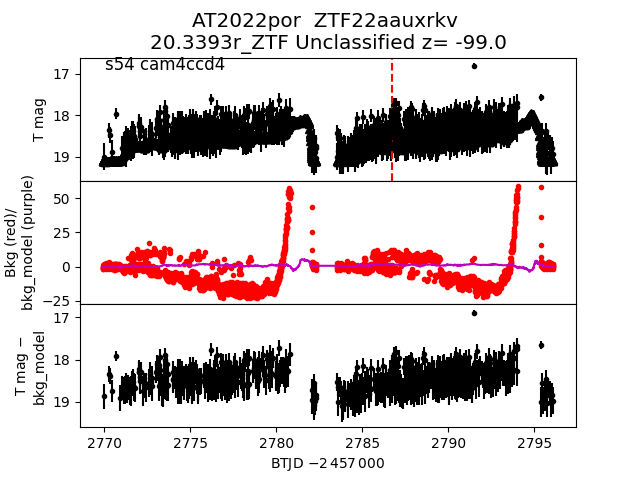 AT2022por  ZTF22aauxrkv
20.3393r_ZTF Unclassified z= -99.0
s54 cam4ccd4
T mag
17
18
19
Bkg (red)/
bkg_model (purple)
50
25
0
−25
T mag −
bkg_model
17
18
19
2770
2775
2780
2785
2790
2795
BTJD −2 457 000